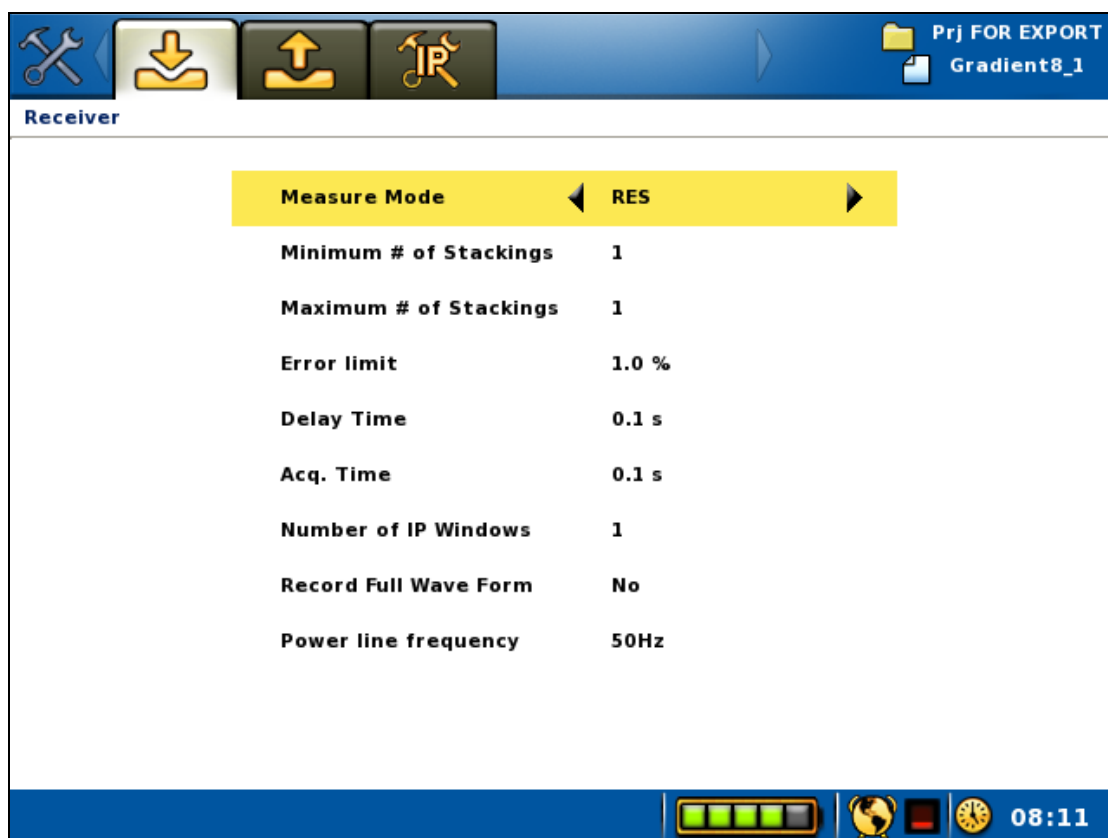 IP
Prj FOR EXPORT
Gradient8_1
Receiver
Measure Mode RES
Minimum # of Stackings 1
Maximum # of Stackings 1
Error limit 1.0 %
Delay Time 0.1 s
Acq. Time 0.1 s
Number of IP Windows 1
Record Full Wave Form No
Power line frequency 50Hz
08:11